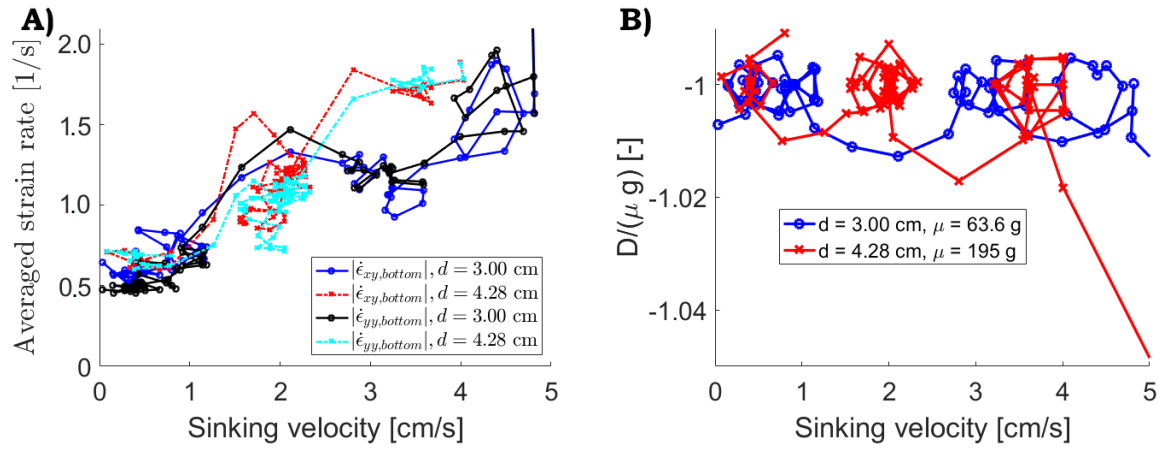 A)
Averaged strain rate [1/s]
2.0
1.5
1.0
0.5
0
0
1
2
3
4
5
Sinking velocity [cm/s]
|ϵ̇xy,bottom|, d = 3.00 cm
|ϵ̇xy,bottom|, d = 4.28 cm
|ϵ̇yy,bottom|, d = 3.00 cm
|ϵ̇yy,bottom|, d = 4.28 cm
B)
D/(μ g) [-]
-1
-1.02
-1.04
0
1
2
3
4
5
Sinking velocity [cm/s]
d = 3.00 cm, μ = 63.6 g
d = 4.28 cm, μ = 195 g